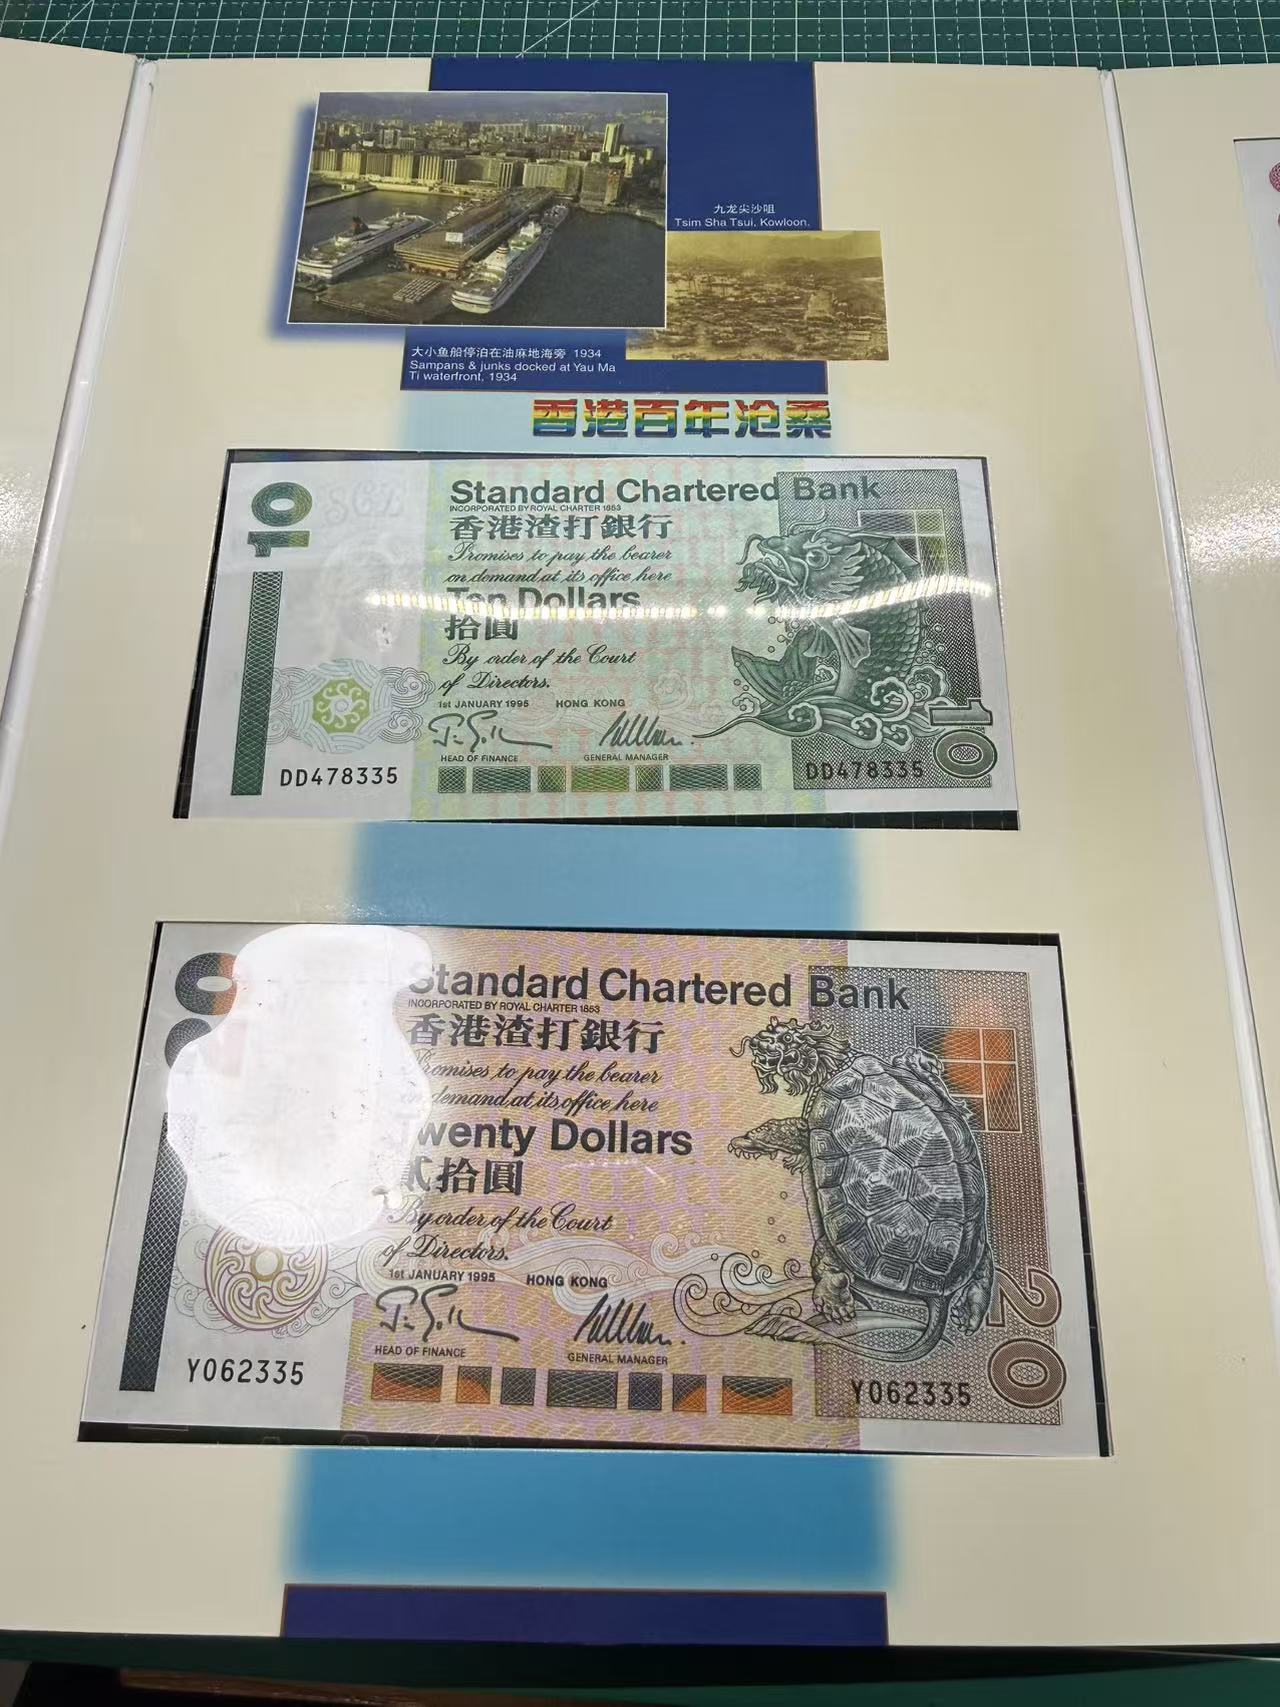 九龙尖沙咀
Tsim Sha Tsui, Kowloon.
大小鱼船停泊在油麻地海旁 1934
Sampans & junks docked at Yau Ma
Ti waterfront, 1934
香港百年沧桑
10
Standard Chartered Bank
INCORPORATED BY ROYAL CHARTER 1853
香港渣打銀行
Promises to pay the bearer
on demand at its office here
Ten Dollars
拾圓
By order of the Court
of Directors.
1st JANUARY 1995 HONG KONG
HEAD OF FINANCE GENERAL MANAGER
10
DD478335 DD478335
Standard Chartered Bank
INCORPORATED BY ROYAL CHARTER 1853
香港渣打銀行
Promises to pay the bearer
on demand at its office here
Twenty Dollars
貳拾圓
By order of the Court
of Directors.
1st JANUARY 1995 HONG KONG
HEAD OF FINANCE GENERAL MANAGER
20
Y062335 Y062335